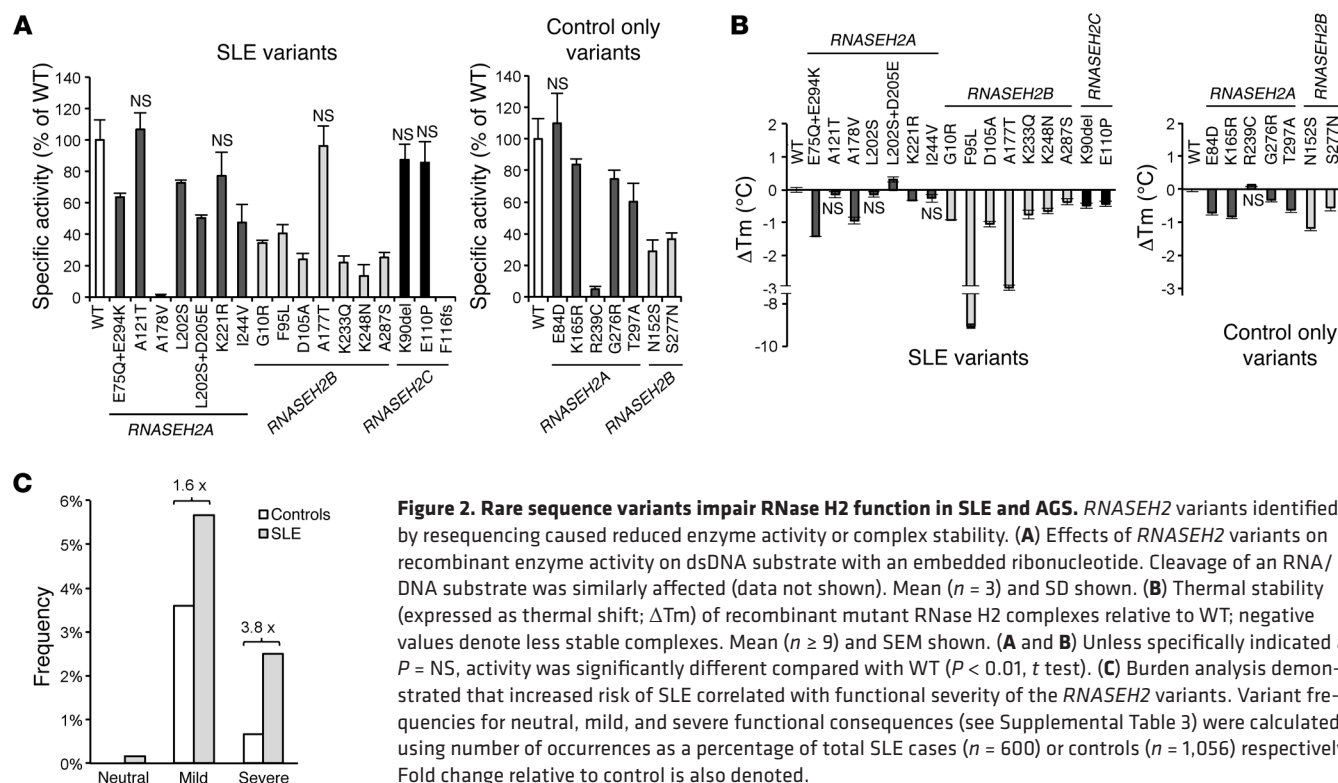 A
SLE variants
Control only
variants
Specific activity (% of WT)
140
120
100
80
60
40
20
0
NS
NS
NS
NS NS
WT
E75Q+E294K
A121T
A178V
L202S
L202S+D205E
K221R
I244V
G10R
F95L
D105A
A177T
K233Q
K248N
A287S
K90del
E110P
F116fs
RNASEH2A
RNASEH2B
RNASEH2C
Specific activity (% of WT)
140
120
100
80
60
40
20
0
NS
WT
E84D
K165R
R239C
G276R
T297A
N152S
S277N
RNASEH2A
RNASEH2B
B
RNASEH2A
RNASEH2B
RNASEH2C
WT
E75Q+E294K
A121T
A178V
L202S
L202S+D205E
K221R
I244V
G10R
F95L
D105A
A177T
K233Q
K248N
A287S
K90del
E110P
ΔTm (°C)
2
1
0
-1
-2
-3
-8
-10
NS
NS
NS
SLE variants
RNASEH2A
RNASEH2B
WT
E84D
K165R
R239C
G276R
T297A
N152S
S277N
ΔTm (°C)
2
1
0
-1
-2
-3
NS
Control only
variants
C
Frequency
6%
5%
4%
3%
2%
1%
0%
1.6 x
3.8 x
Controls
SLE
Neutral
Mild
Severe
Figure 2. Rare sequence variants impair RNase H2 function in SLE and AGS. RNASEH2 variants identified
by resequencing caused reduced enzyme activity or complex stability. (A) Effects of RNASEH2 variants on
recombinant enzyme activity on dsDNA substrate with an embedded ribonucleotide. Cleavage of an RNA/
DNA substrate was similarly affected (data not shown). Mean (n = 3) and SD shown. (B) Thermal stability
(expressed as thermal shift; ΔTm) of recombinant mutant RNase H2 complexes relative to WT; negative
values denote less stable complexes. Mean (n ≥ 9) and SEM shown. (A and B) Unless specifically indicated
P = NS, activity was significantly different compared with WT (P < 0.01, t test). (C) Burden analysis demon-
strated that increased risk of SLE correlated with functional severity of the RNASEH2 variants. Variant fre-
quencies for neutral, mild, and severe functional consequences (see Supplemental Table 3) were calculated
using number of occurrences as a percentage of total SLE cases (n = 600) or controls (n = 1,056) respectively
Fold change relative to control is also denoted.